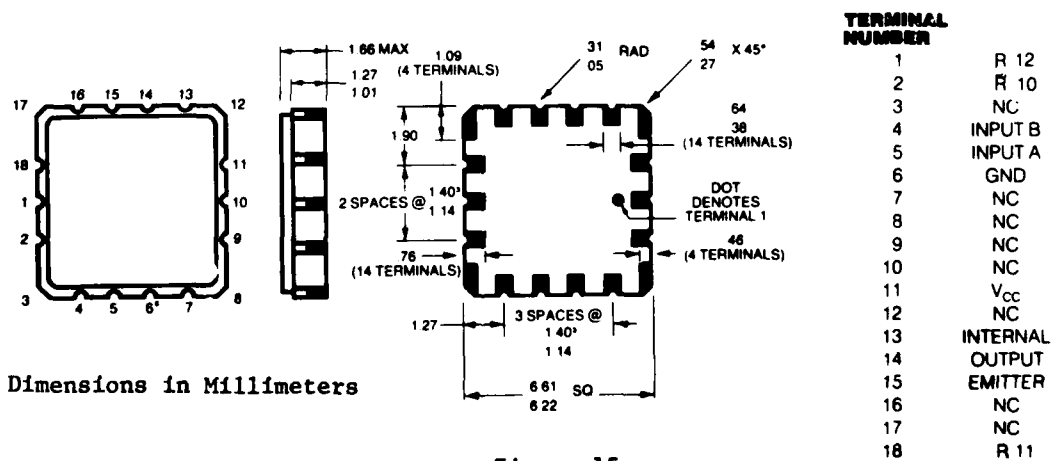 TERMINAL
NUMBER
1 R 12
2 R 10
3 NC
4 INPUT B
5 INPUT A
6 GND
7 NC
8 NC
9 NC
10 NC
11 VCC
12 NC
13 INTERNAL
14 OUTPUT
15 EMITTER
16 NC
17 NC
18 R 11
17 16 15 14 13 12
18 11
1 10
2 9
3 4 5 6 7 8
1 66 MAX
1 27
1 01
1 09
(4 TERMINALS)
31 RAD
05
54 X 45°
27
1 90
64
38
(14 TERMINALS)
2 SPACES @ 1 40³
1 14
DOT
DENOTES
TERMINAL 1
.76
(14 TERMINALS)
46
(4 TERMINALS)
1 27
3 SPACES @
1 40³
1 14
6 61 SQ
6 22
Dimensions in Millimeters